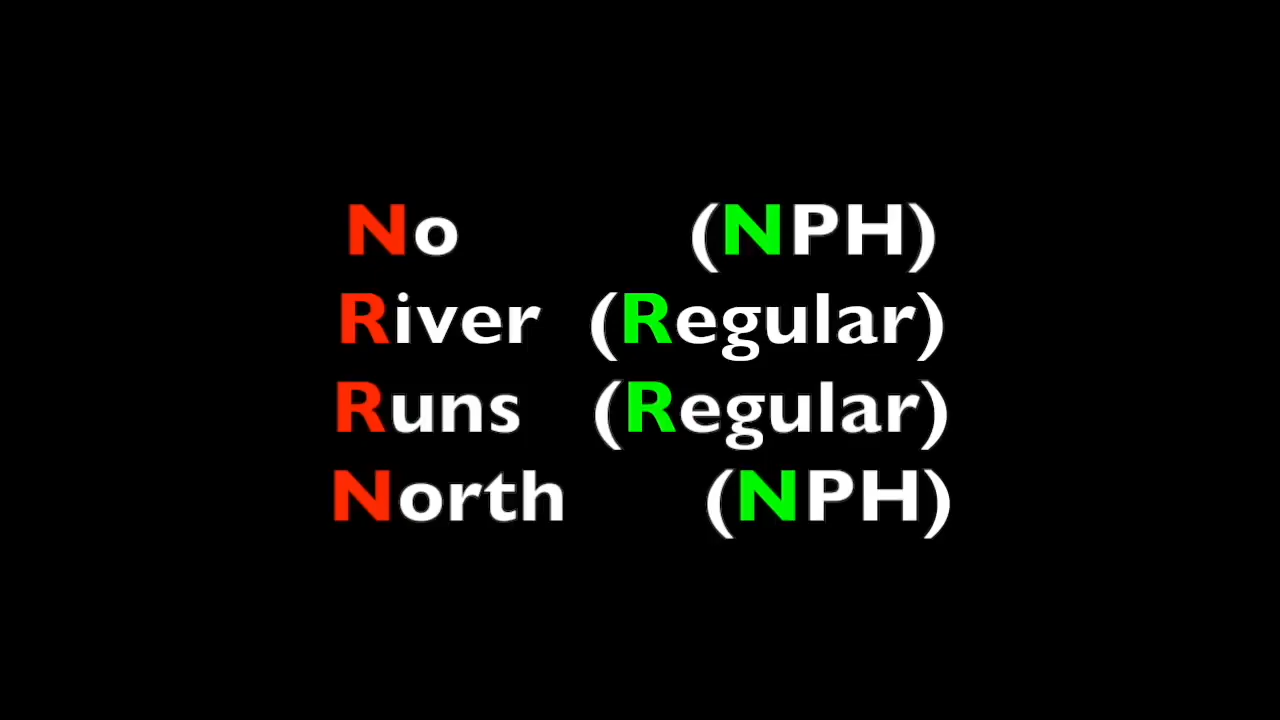 No (NPH)
River (Regular)
Runs (Regular)
North (NPH)